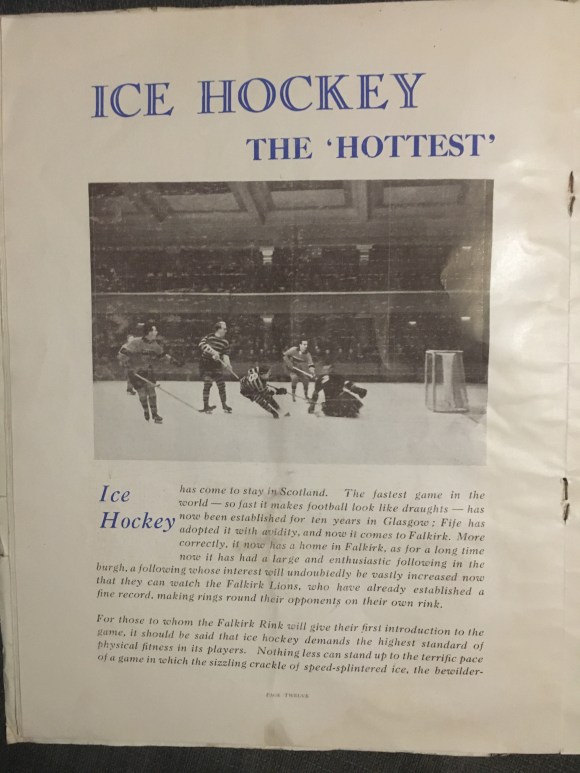 ICE HOCKEY
THE ‘HOTTEST’
Ice
Hockey
has come to stay in Scotland. The fastest game in the
world — so fast it makes football look like draughts — has
now been established for ten years in Glasgow; Fife has
adopted it with avidity, and now it comes to Falkirk. More
correctly, it now has a home in Falkirk, as for a long time
now it has had a large and enthusiastic following in the
burgh, a following whose interest will undoubtedly be vastly increased now
that they can watch the Falkirk Lions, who have already established a
fine record, making rings round their opponents on their own rink.
For those to whom the Falkirk Rink will give their first introduction to the
game, it should be said that ice hockey demands the highest standard of
physical fitness in its players. Nothing less can stand up to the terrific pace
of a game in which the sizzling crackle of speed-splintered ice, the bewilder-
PAGE TWELVE